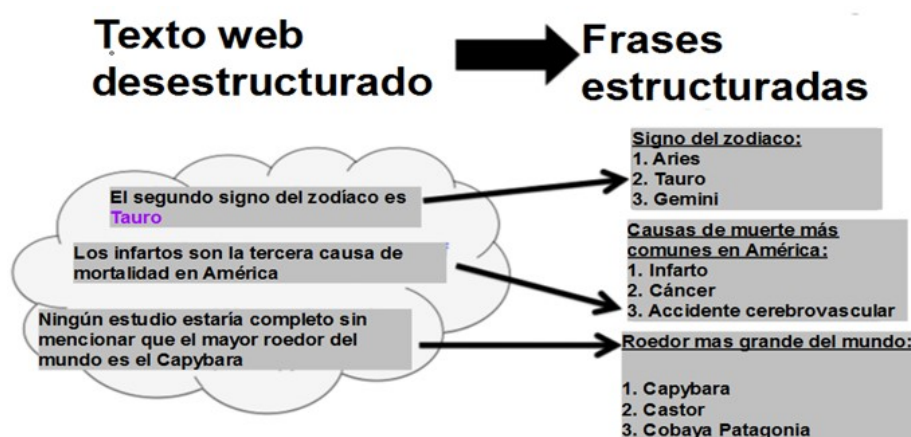 Texto web
desestructurado
Frases
estructuradas
El segundo signo del zodíaco es
Tauro
Los infartos son la tercera causa de
mortalidad en América
Ningún estudio estaría completo sin
mencionar que el mayor roedor del
mundo es el Capybara
Signo del zodiaco:
1. Aries
2. Tauro
3. Gemini
Causas de muerte más
comunes en América:
1. Infarto
2. Cáncer
3. Accidente cerebrovascular
Roedor mas grande del mundo:
1. Capybara
2. Castor
3. Cobaya Patagonia